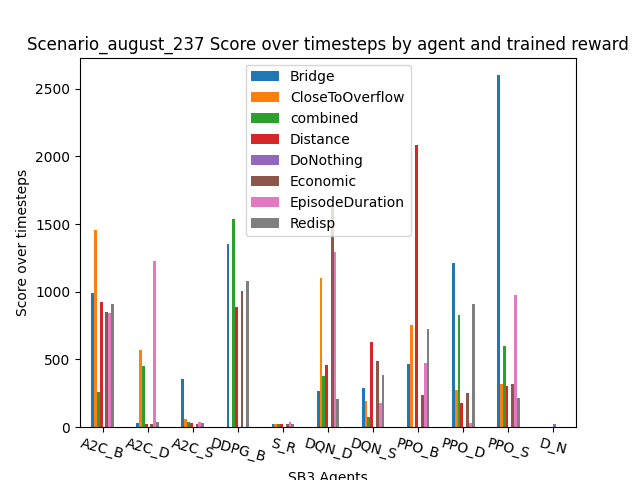 Scenario_august_237 Score over timesteps by agent and trained reward
Score over timesteps
2500
2000
1500
1000
500
0
Bridge
CloseToOverflow
combined
Distance
DoNothing
Economic
EpisodeDuration
Redisp
A2C_B
A2C_D
A2C_S
DDPG_B
S_R
DQN_D
DQN_S
PPO_B
PPO_D
PPO_S
D_N
SB3 Agents